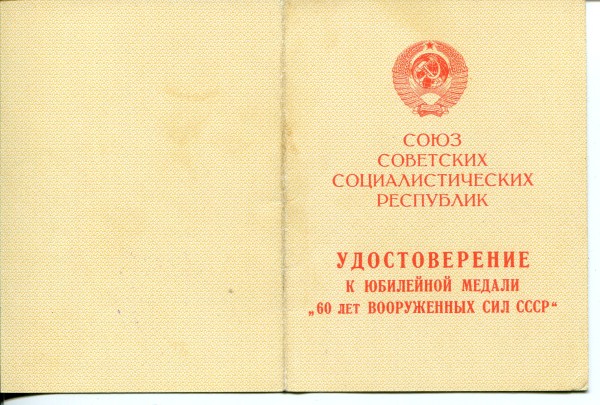 СОЮЗ
СОВЕТСКИХ
СОЦИАЛИСТИЧЕСКИХ
РЕСПУБЛИК
УДОСТОВЕРЕНИЕ
К ЮБИЛЕЙНОЙ МЕДАЛИ
„60 лет ВООРУЖЕННЫХ СИЛ СССР“